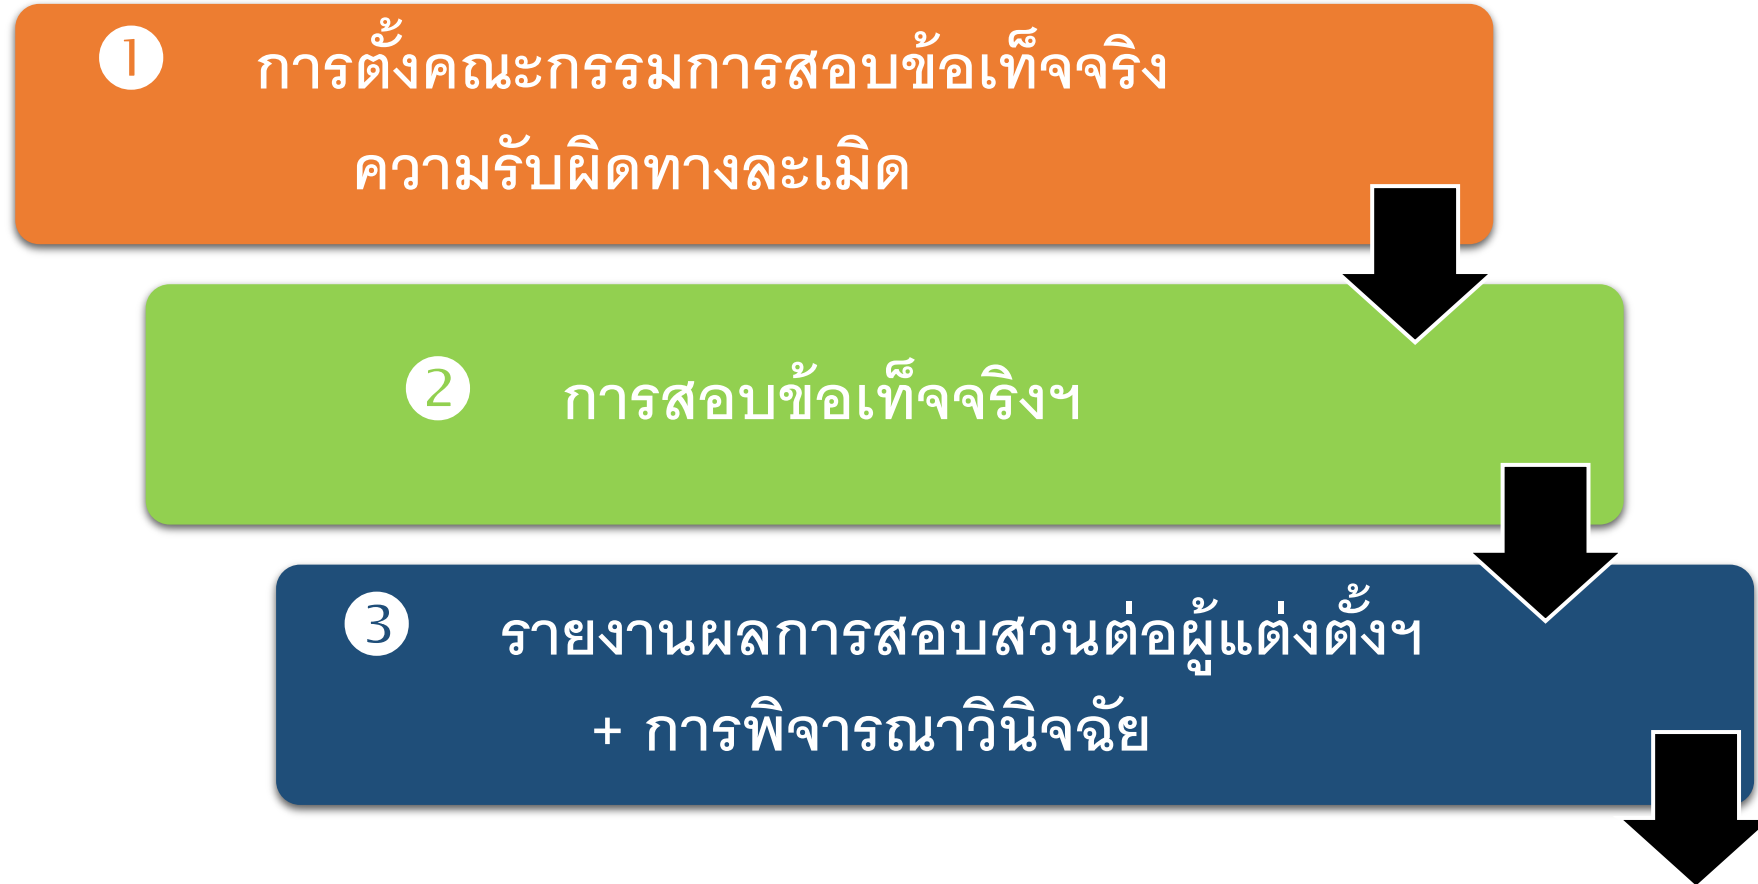 ❶ การตั้งคณะกรรมการสอบข้อเท็จจริง
ความรับผิดทางละเมิด
❷ การสอบข้อเท็จจริงฯ
❸ รายงานผลการสอบสวนต่อผู้แต่งตั้งฯ
+ การพิจารณาวินิจฉัย